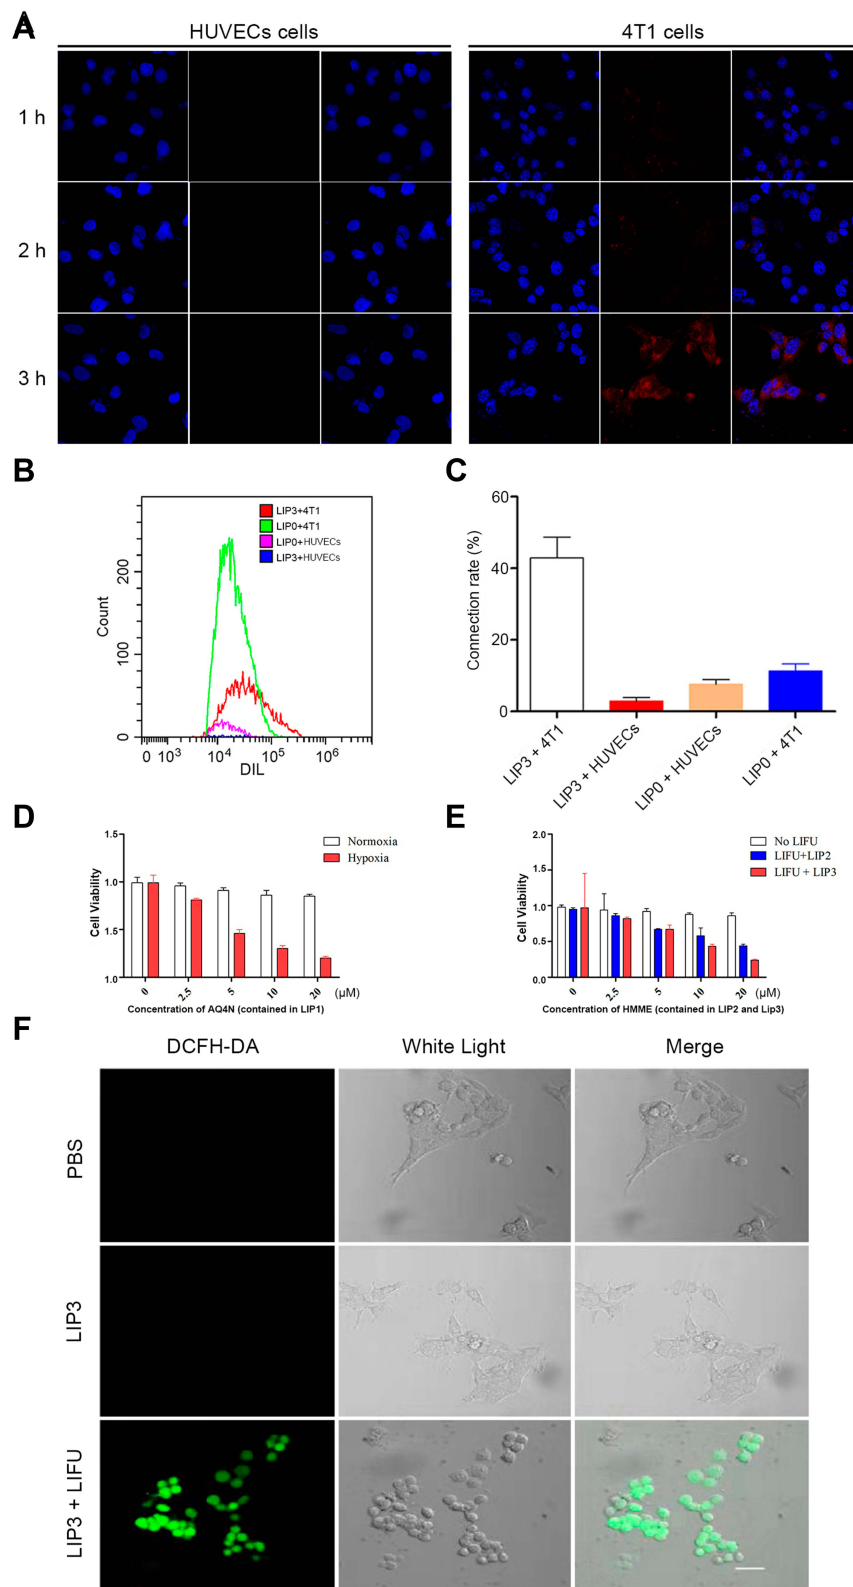 A
HUVECs cells
4T1 cells
1 h
2 h
3 h
B
LIP3+4T1
LIP0+4T1
LIP0+HUVECs
LIP3+HUVECs
Count
200
100
0
0 10³ 10⁴ 10⁵ 10⁶
DIL
C
Connection rate (%)
60
40
20
0
LIP3 + 4T1
LIP3 + HUVECs
LIP0 + HUVECs
LIP0 + 4T1
D
Cell Viability
1.5
1.0
1.5
1.0
Normoxia
Hypoxia
0 2.5 5 10 20 (μM)
Concentration of AQ4N (contained in LIP1)
E
Cell Viability
2.0
1.5
1.0
0.5
0.0
No LIFU
LIFU+LIP2
LIFU + LIP3
0 2.5 5 10 20 (μM)
Concentration of HMME (contained in LIP2 and Lip3)
F
DCFH-DA
White Light
Merge
PBS
LIP3
LIP3 + LIFU